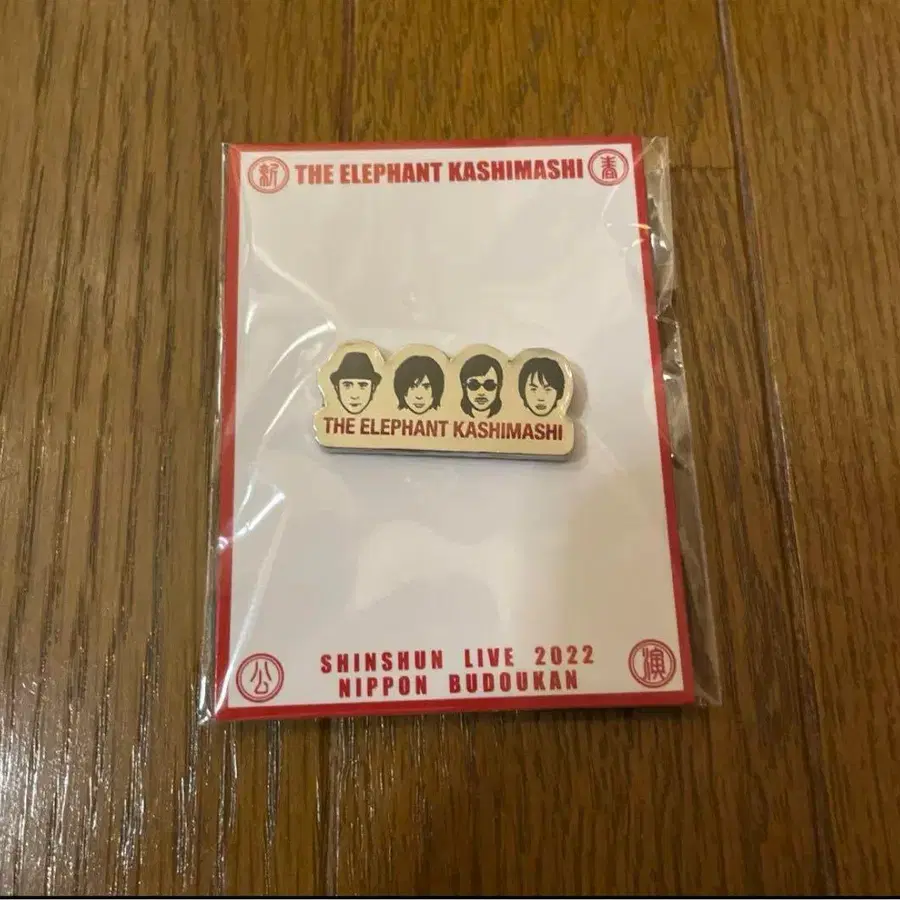 新 THE ELEPHANT KASHIMASHI 春
THE ELEPHANT KASHIMASHI
公 SHINSHUN LIVE 2022 演
NIPPON BUDOUKAN